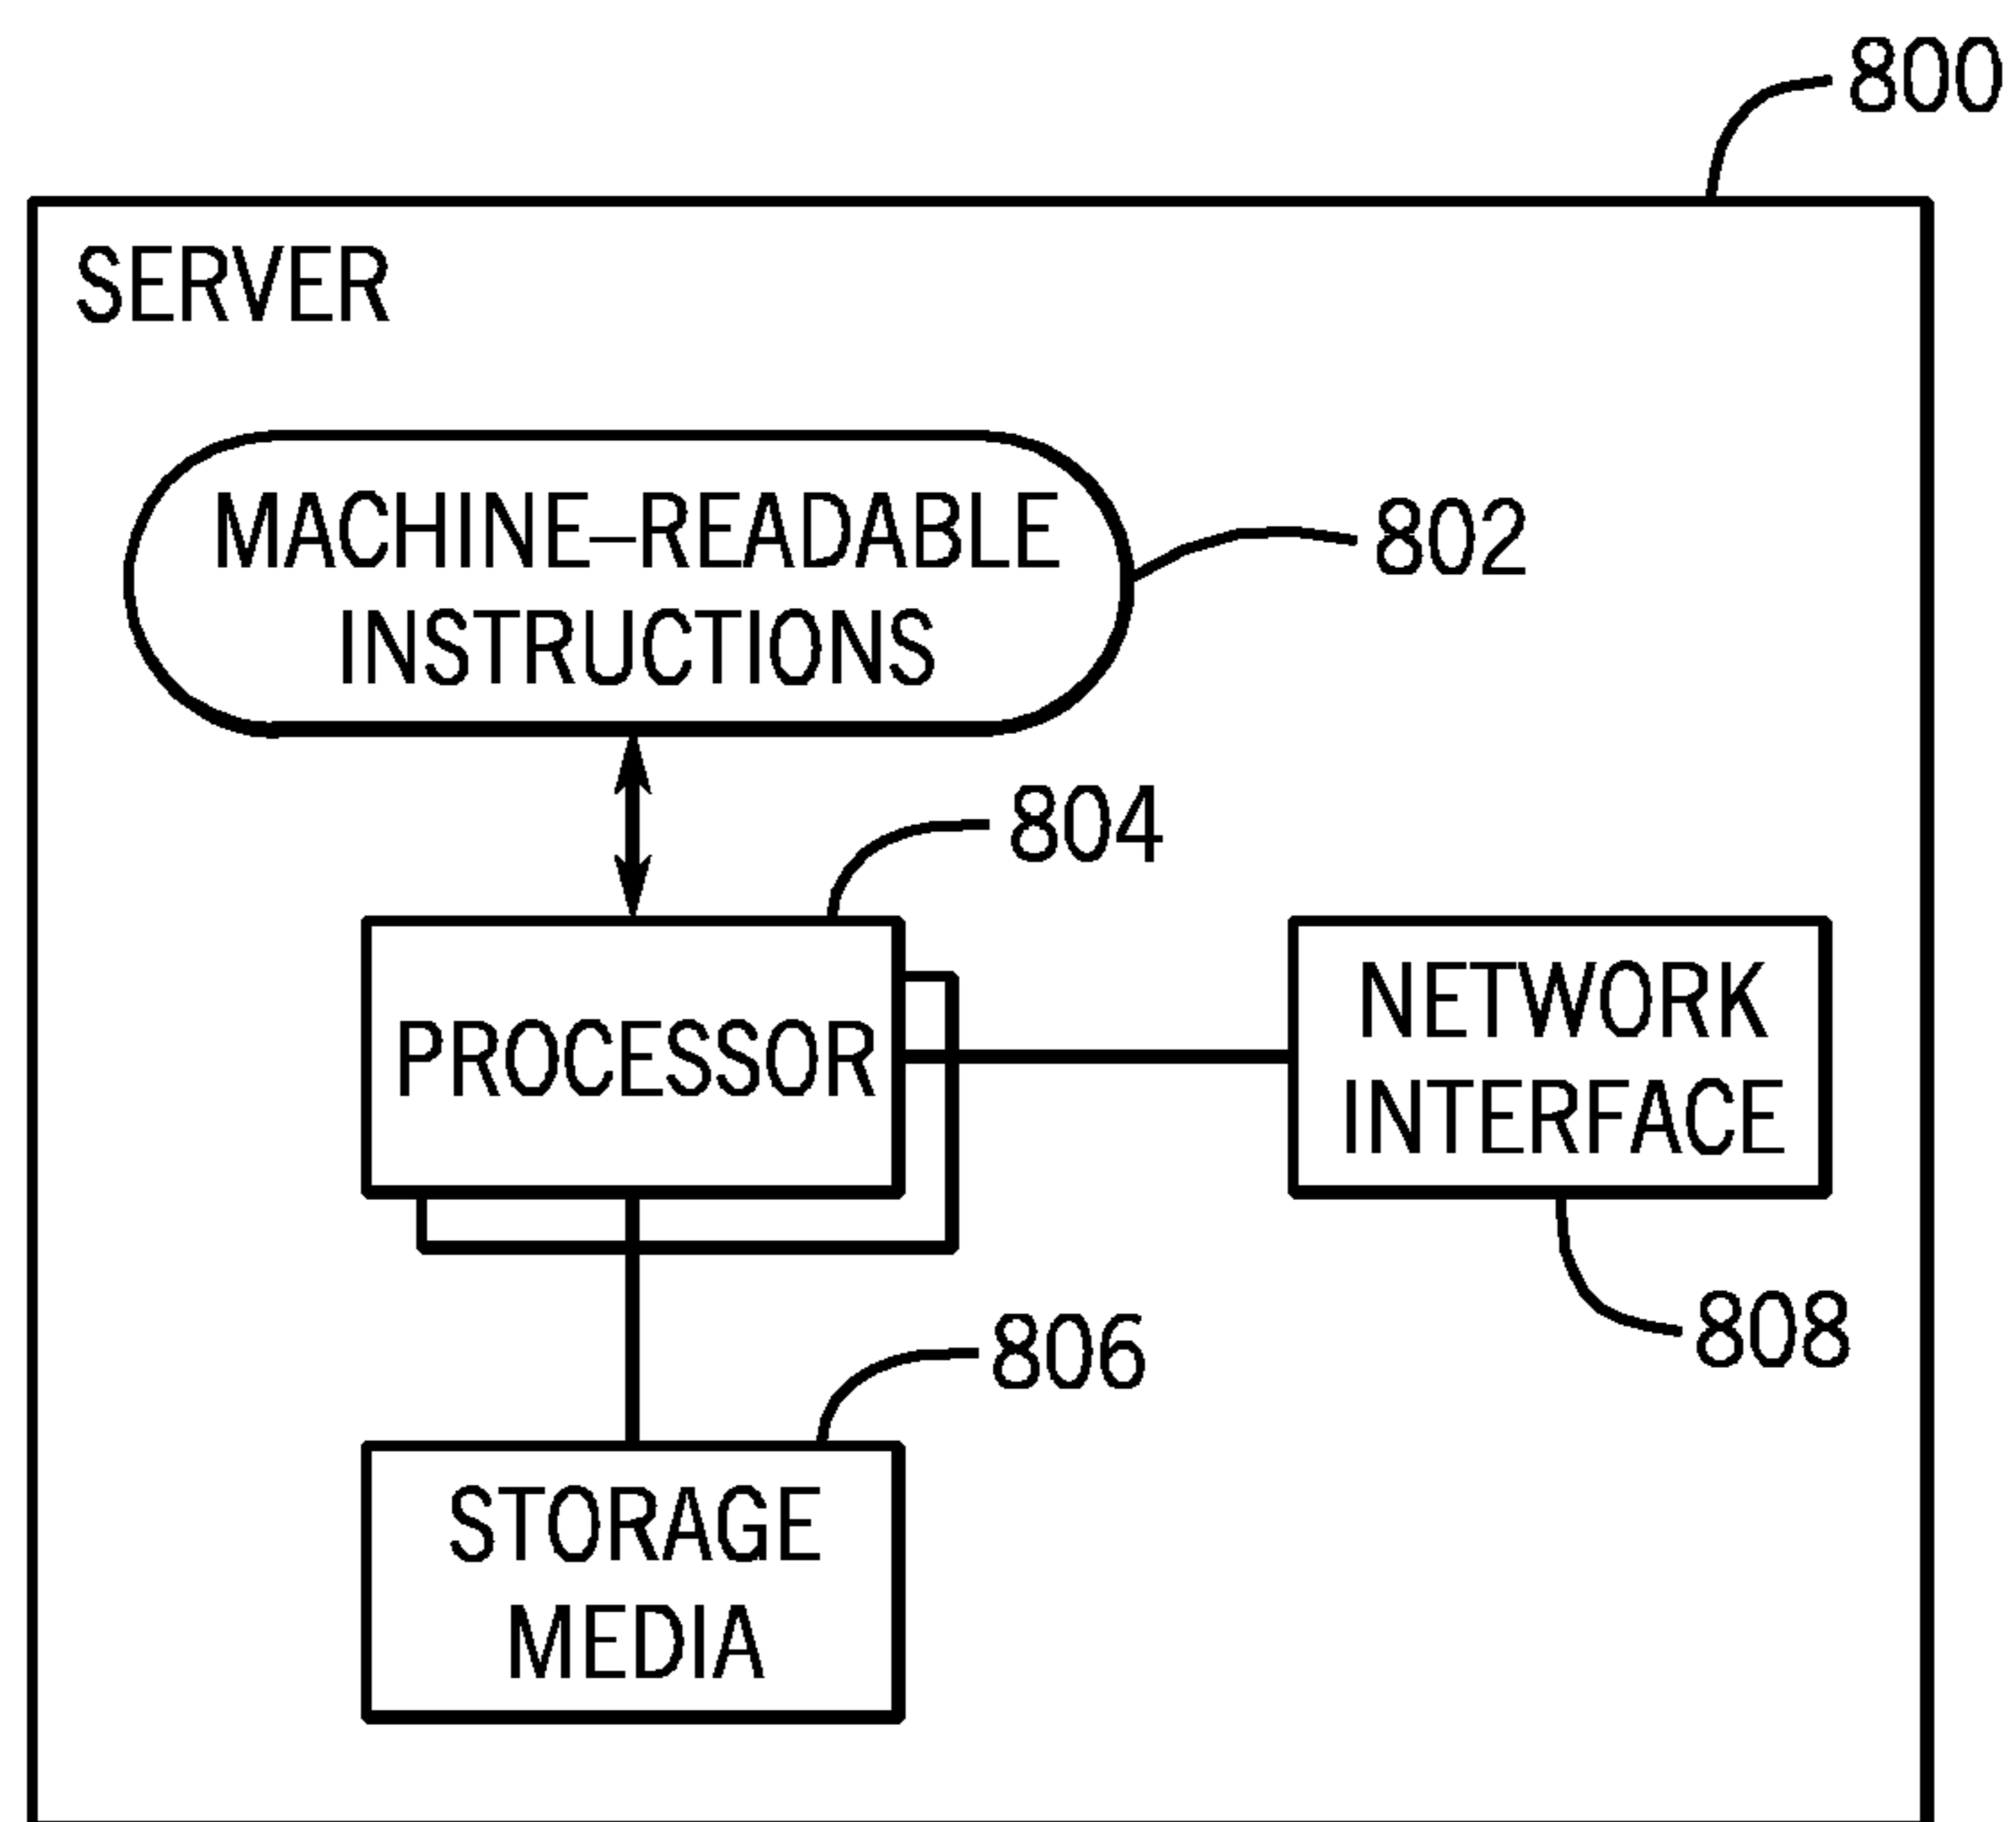 800
SERVER
MACHINE–READABLE
INSTRUCTIONS
802
804
PROCESSOR
NETWORK
INTERFACE
808
806
STORAGE
MEDIA